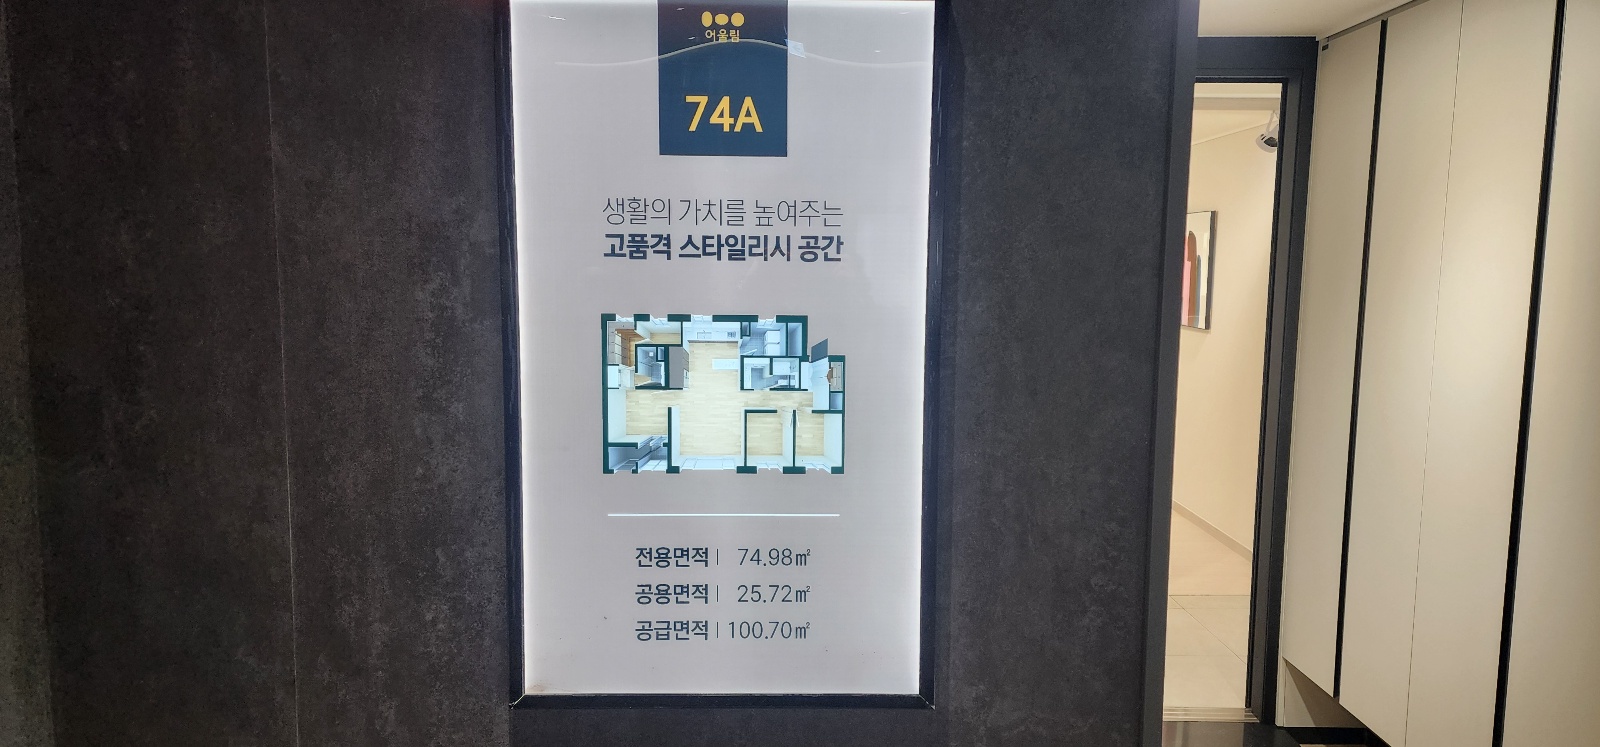 어울림
74A
생활의 가치를 높여주는
고품격 스타일리시 공간
전용면적 | 74.98㎡
공용면적 | 25.72㎡
공급면적 | 100.70㎡